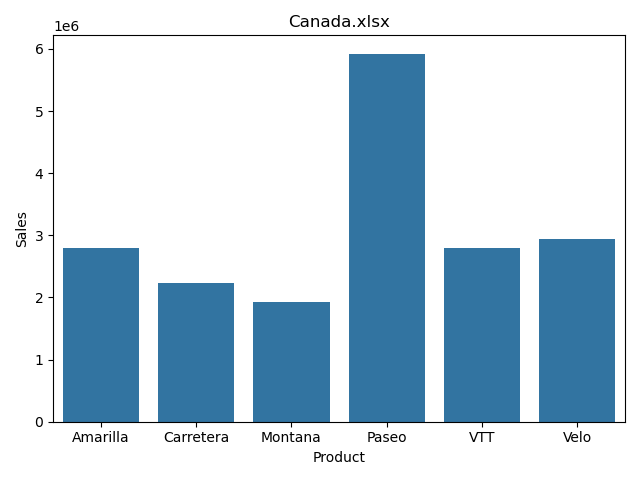 Canada.xlsx
1e6
6
5
4
3
2
1
0
Sales
Amarilla Carretera Montana Paseo VTT Velo
Product